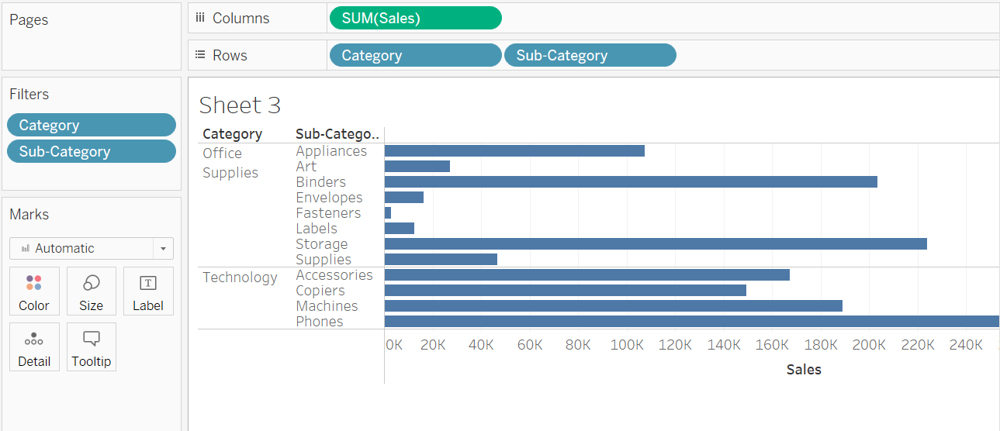 Pages
Columns
SUM(Sales)
Rows
Category
Sub-Category
Filters
Category
Sub-Category
Marks
Automatic
Color
Size
Label
Detail
Tooltip
Sheet 3
Category
Sub-Catego..
Office
Supplies
Appliances
Art
Binders
Envelopes
Fasteners
Labels
Storage
Supplies
Technology
Accessories
Copiers
Machines
Phones
0K 20K 40K 60K 80K 100K 120K 140K 160K 180K 200K 220K 240K
Sales